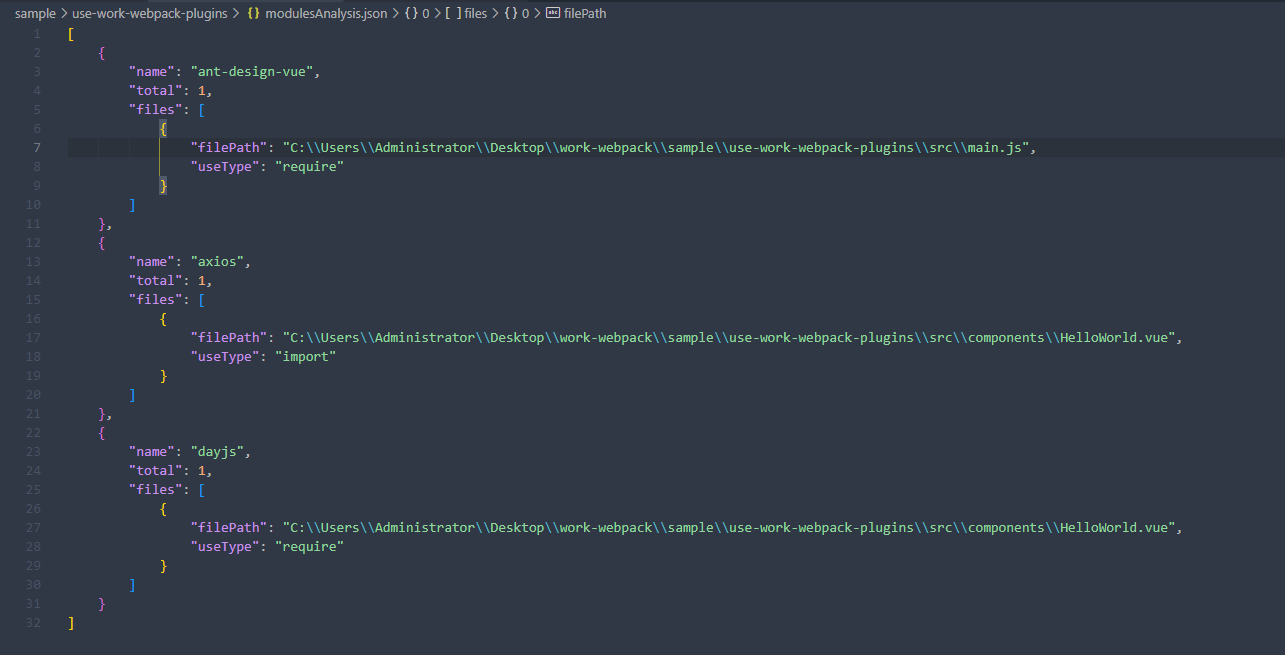 sample > use-work-webpack-plugins > {} modulesAnalysis.json > {} 0 > [ ] files > {} 0 > abc filePath
1 [
2     {
3         "name": "ant-design-vue",
4         "total": 1,
5         "files": [
6             {
7                 "filePath": "C:\\Users\\Administrator\\Desktop\\work-webpack\\sample\\use-work-webpack-plugins\\src\\main.js",
8                 "useType": "require"
9             }
10         ]
11     },
12     {
13         "name": "axios",
14         "total": 1,
15         "files": [
16             {
17                 "filePath": "C:\\Users\\Administrator\\Desktop\\work-webpack\\sample\\use-work-webpack-plugins\\src\\components\\HelloWorld.vue",
18                 "useType": "import"
19             }
20         ]
21     },
22     {
23         "name": "dayjs",
24         "total": 1,
25         "files": [
26             {
27                 "filePath": "C:\\Users\\Administrator\\Desktop\\work-webpack\\sample\\use-work-webpack-plugins\\src\\components\\HelloWorld.vue",
28                 "useType": "require"
29             }
30         ]
31     }
32 ]